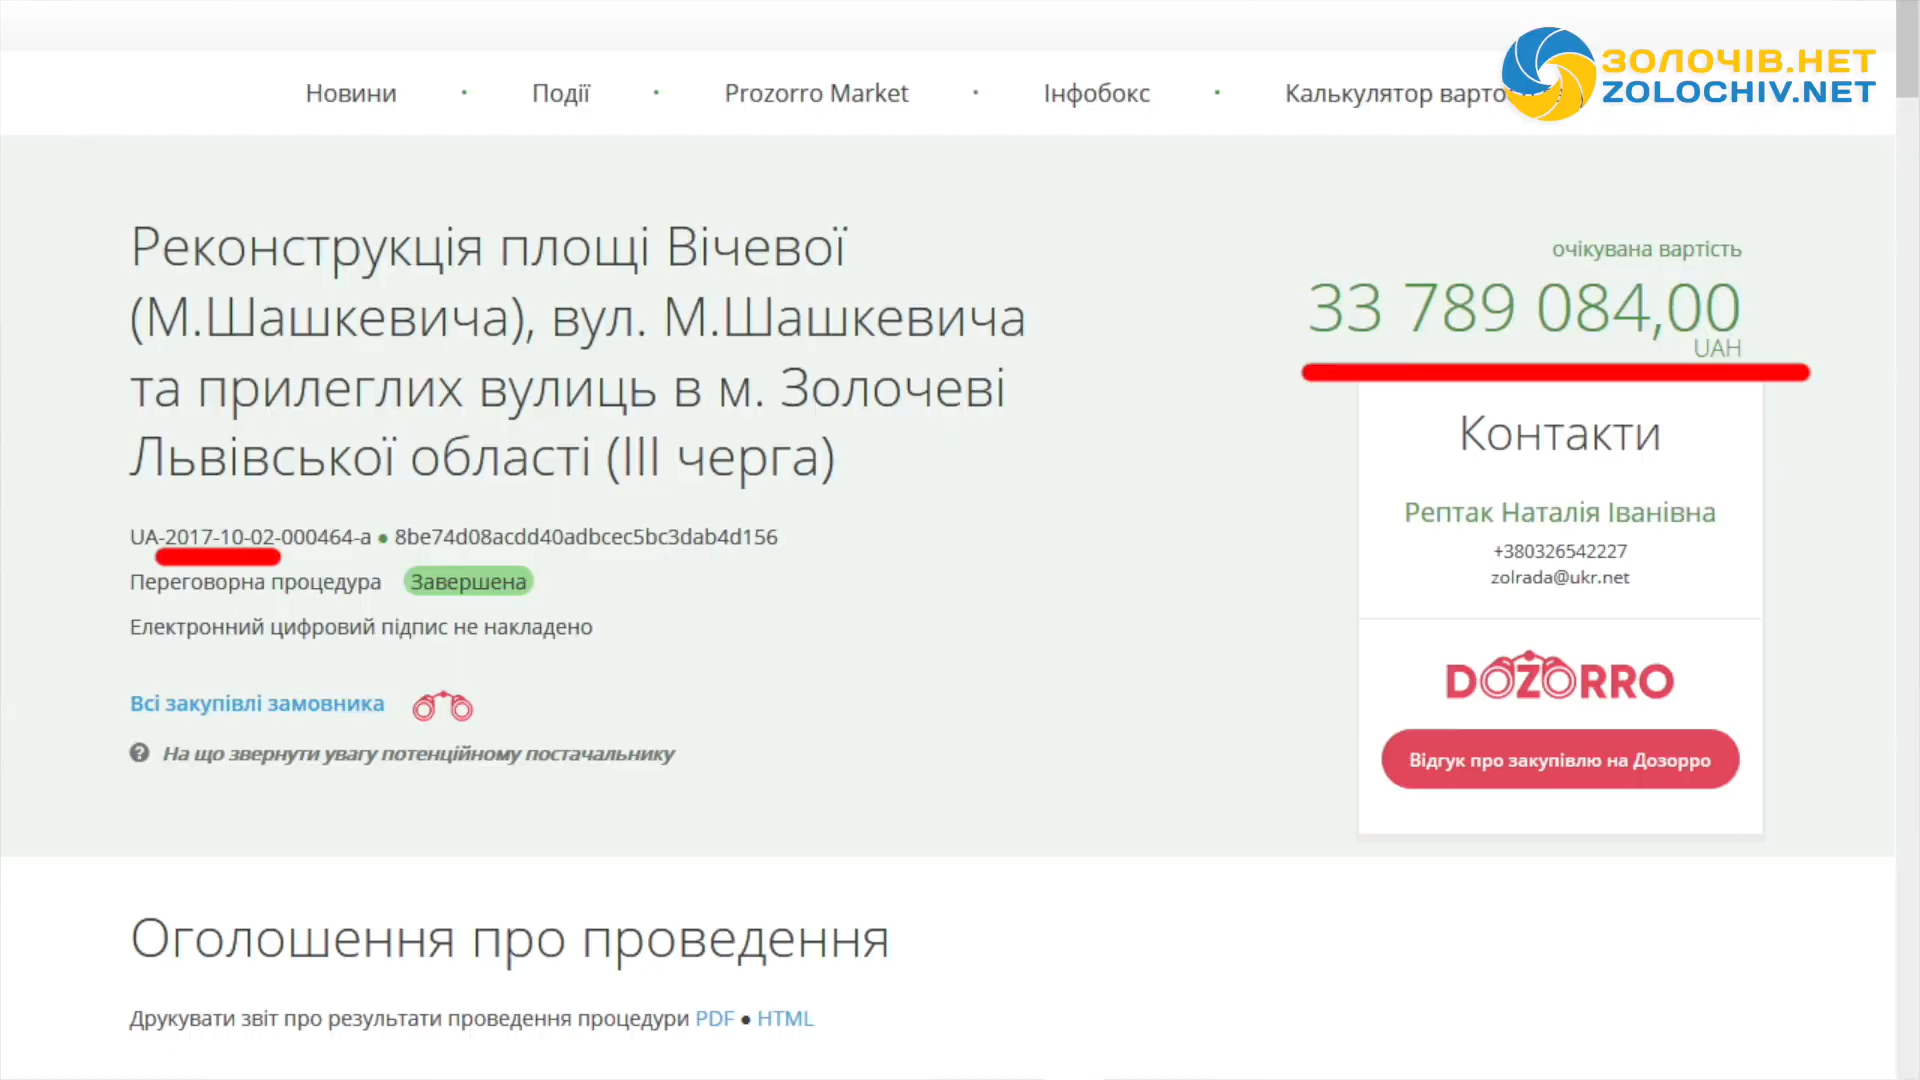 ЗОЛОЧІВ.НЕТ
ZOLOCHIV.NET
Новини • Події • Prozorro Market • Інфобокс • Калькулятор
Реконструкція площі Вічевої
(М.Шашкевича), вул. М.Шашкевича
та прилеглих вулиць в м. Золочеві
Львівської області (III черга)
очікувана вартість
33 789 084,00
UAH
UA-2017-10-02-000464-a ● 8be74d08acdd40adbcec5bc3dab4d156
Переговорна процедура Завершена
Електронний цифровий підпис не накладено
Всі закупівлі замовника
? На що звернути увагу потенційному постачальнику
Контакти
Рептак Наталія Іванівна
+380326542227
zolrada@ukr.net
DOZORRO
Відгук про закупівлю на Дозорро
Оголошення про проведення
Друкувати звіт про результати проведення процедури PDF ● HTML